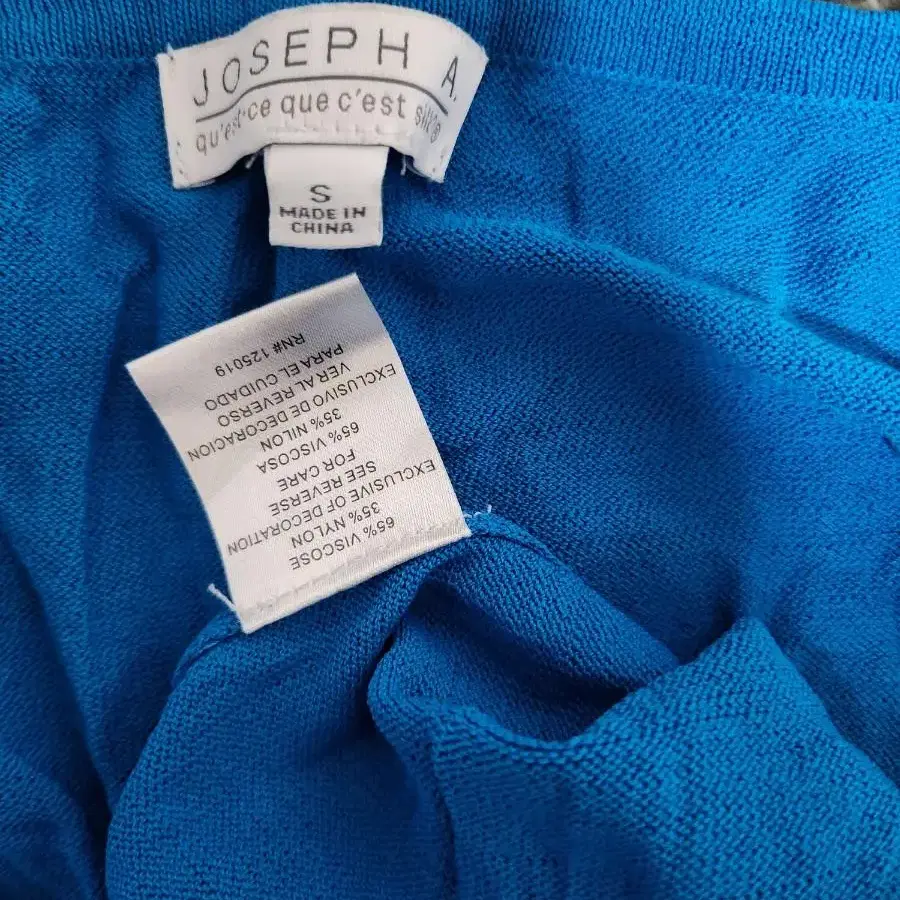 JOSEPH A.
qu'est-ce que c'est silk®
S
MADE IN
CHINA
65% VISCOSE
35% NYLON
EXCLUSIVE OF DECORATION
SEE REVERSE
FOR CARE
65% VISCOSA
35% NILON
EXCLUSIVO DE DECORACION
VER AL REVERSO
PARA EL CUIDADO
RN# 125019